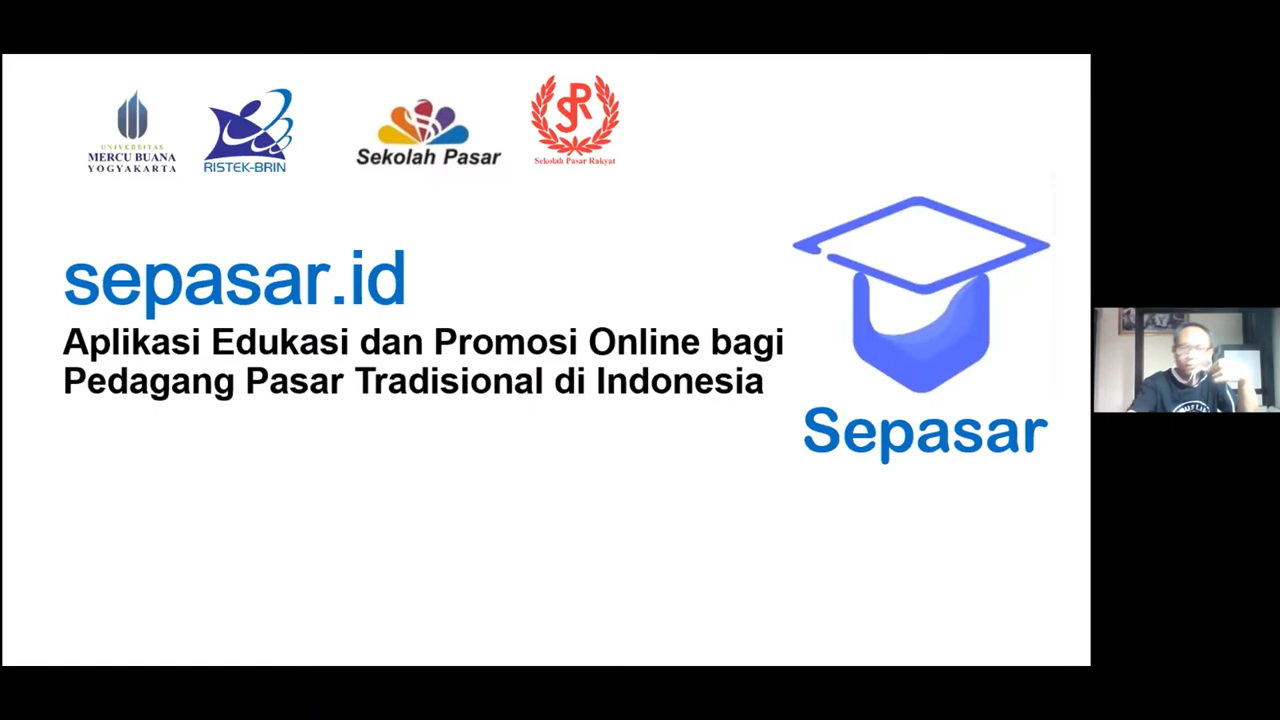 UNIVERSITAS
MERCU BUANA
YOGYAKARTA
RISTEK-BRIN
Sekolah Pasar
SR
Sekolah Pasar Rakyat
sepasar.id
Aplikasi Edukasi dan Promosi Online bagi
Pedagang Pasar Tradisional di Indonesia
Sepasar